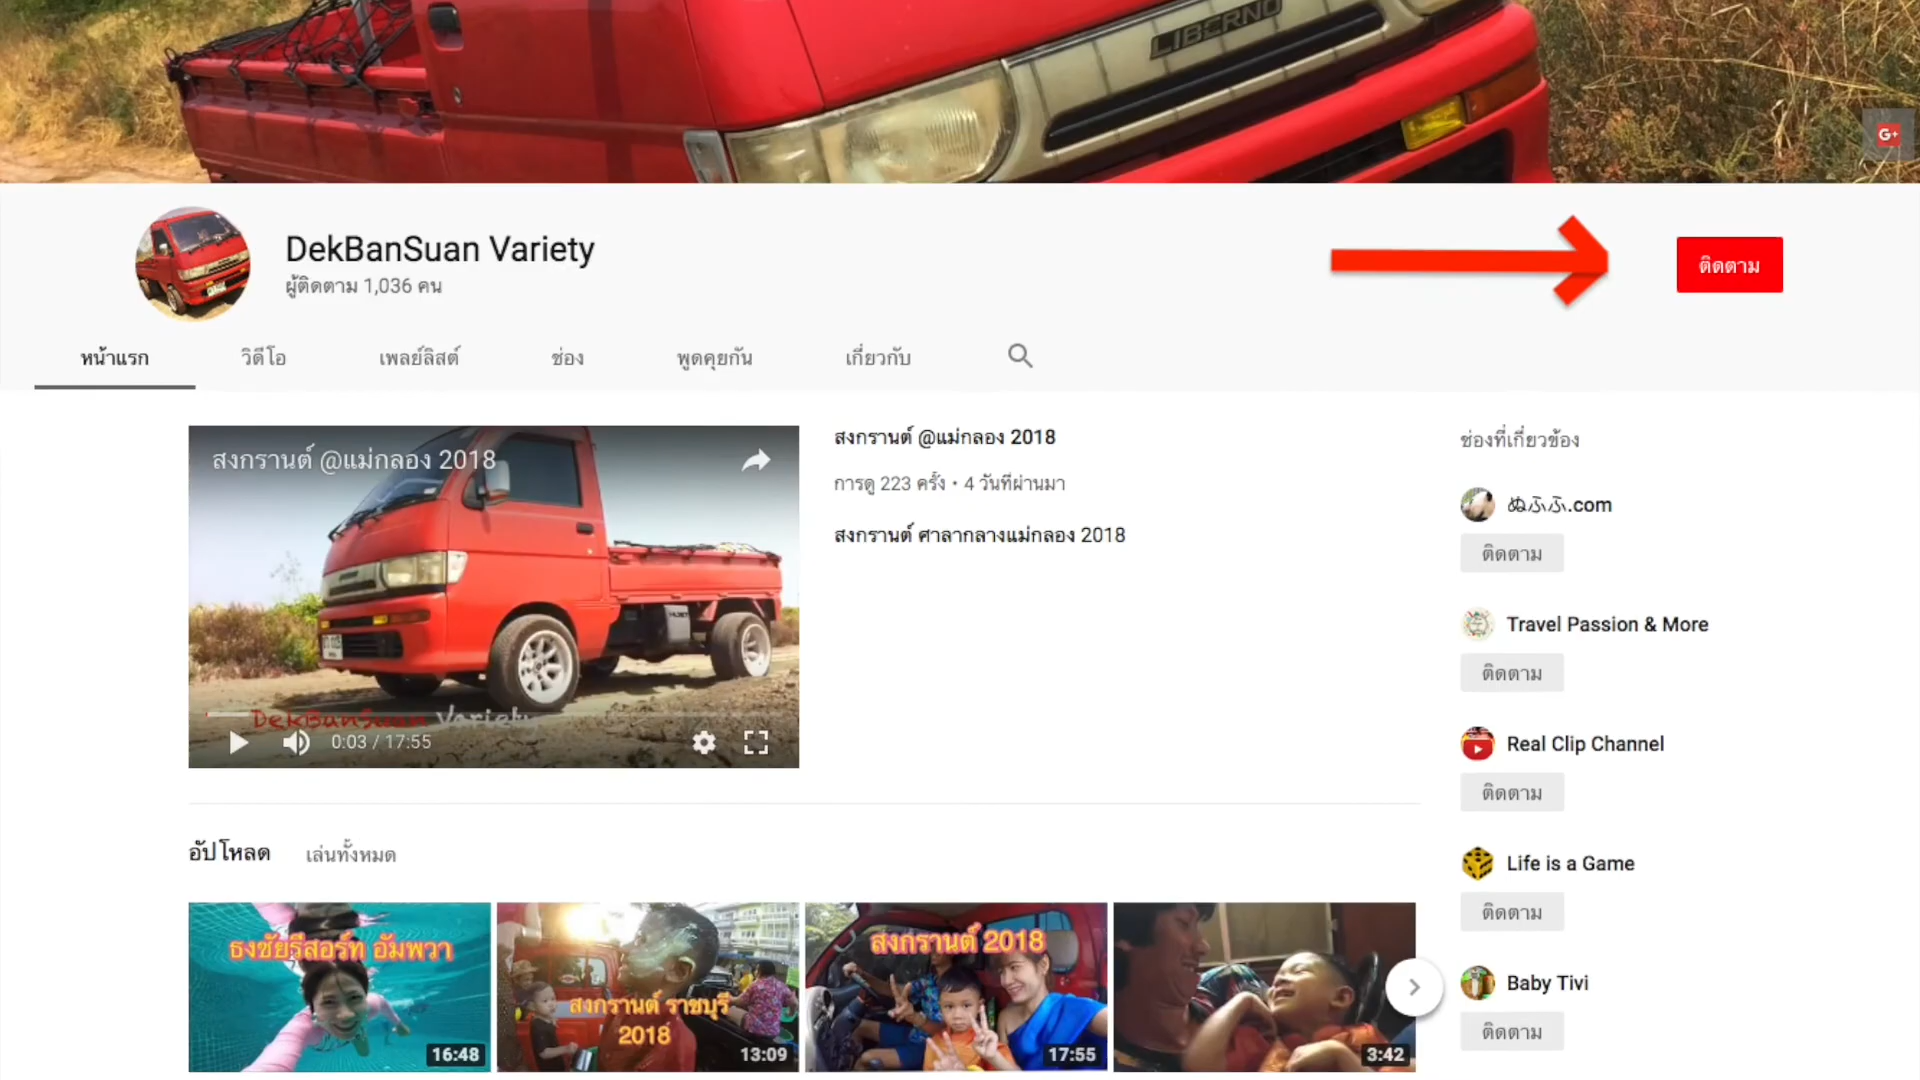 LIBERNO
G+
DekBanSuan Variety
ผู้ติดตาม 1,036 คน
ติดตาม
หน้าแรก
วิดีโอ
เพลย์ลิสต์
ช่อง
พูดคุยกัน
เกี่ยวกับ
สงกรานต์ @แม่กลอง 2018
DekBanSuan Variety
0:03 / 17:55
สงกรานต์ @แม่กลอง 2018
การดู 223 ครั้ง • 4 วันที่ผ่านมา
สงกรานต์ ศาลากลางแม่กลอง 2018
ช่องที่เกี่ยวข้อง
ぬふふ.com
ติดตาม
Travel Passion & More
ติดตาม
Real Clip Channel
ติดตาม
Life is a Game
ติดตาม
Baby Tivi
ติดตาม
อัปโหลด
เล่นทั้งหมด
ธงชัยรีสอร์ท อัมพวา
16:48
สงกรานต์ ราชบุรี
2018
13:09
สงกรานต์ 2018
17:55
3:42